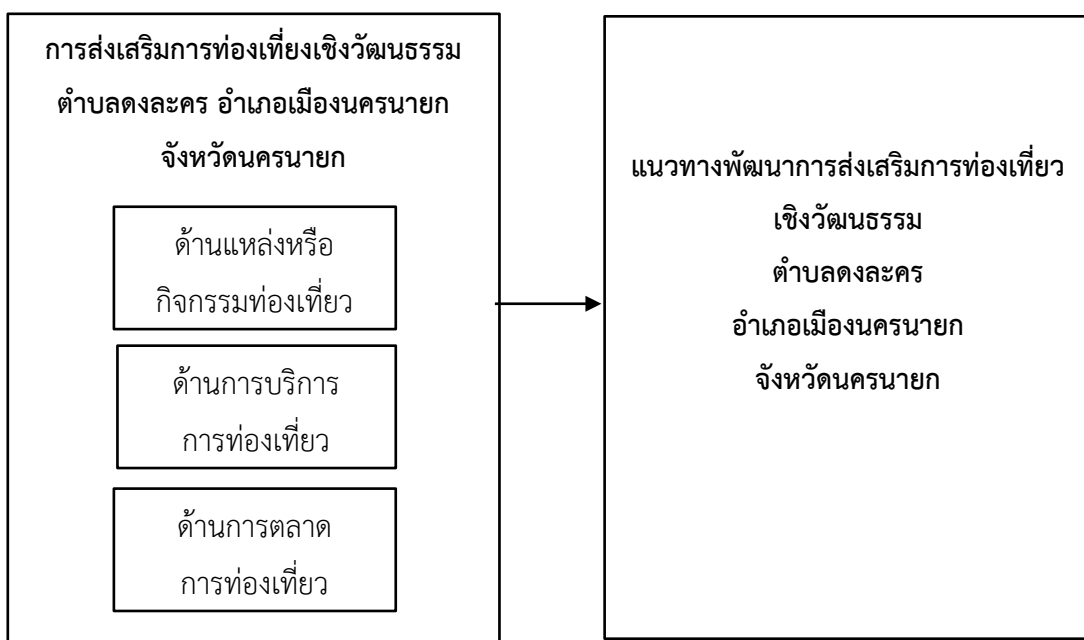 การส่งเสริมการท่องเที่ยงเชิงวัฒนธรรม
ตำบลดงละคร อำเภอเมืองนครนายก
จังหวัดนครนายก
ด้านแหล่งหรือ
กิจกรรมท่องเที่ยว
ด้านการบริการ
การท่องเที่ยว
ด้านการตลาด
การท่องเที่ยว
แนวทางพัฒนาการส่งเสริมการท่องเที่ยว
เชิงวัฒนธรรม
ตำบลดงละคร
อำเภอเมืองนครนายก
จังหวัดนครนายก